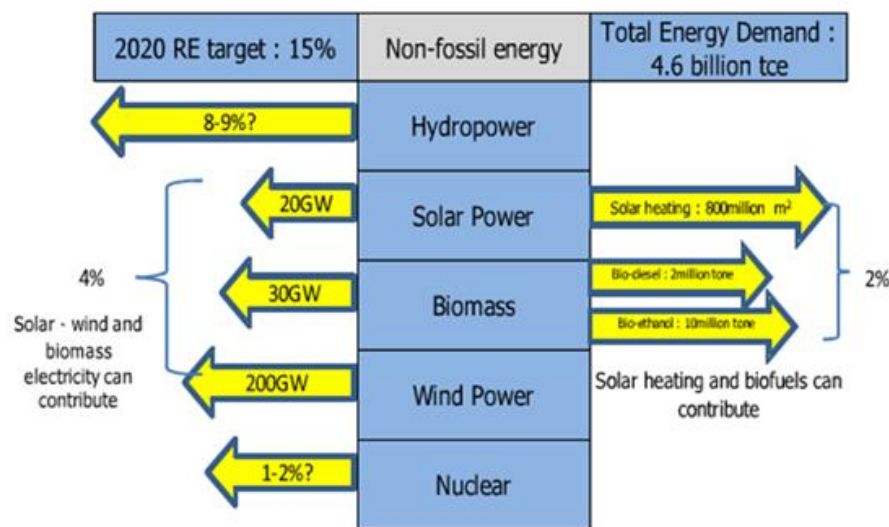 2020 RE target : 15%
Non-fossil energy
Total Energy Demand :
4.6 billion tce
8-9%?
Hydropower
20GW
Solar Power
Solar heating : 800million m²
4%
30GW
Biomass
Bio-diesel : 2million tone
Bio-ethanol : 10million tone
2%
Solar - wind and
biomass
electricity can
contribute
200GW
Wind Power
Solar heating and biofuels can
contribute
1-2%?
Nuclear